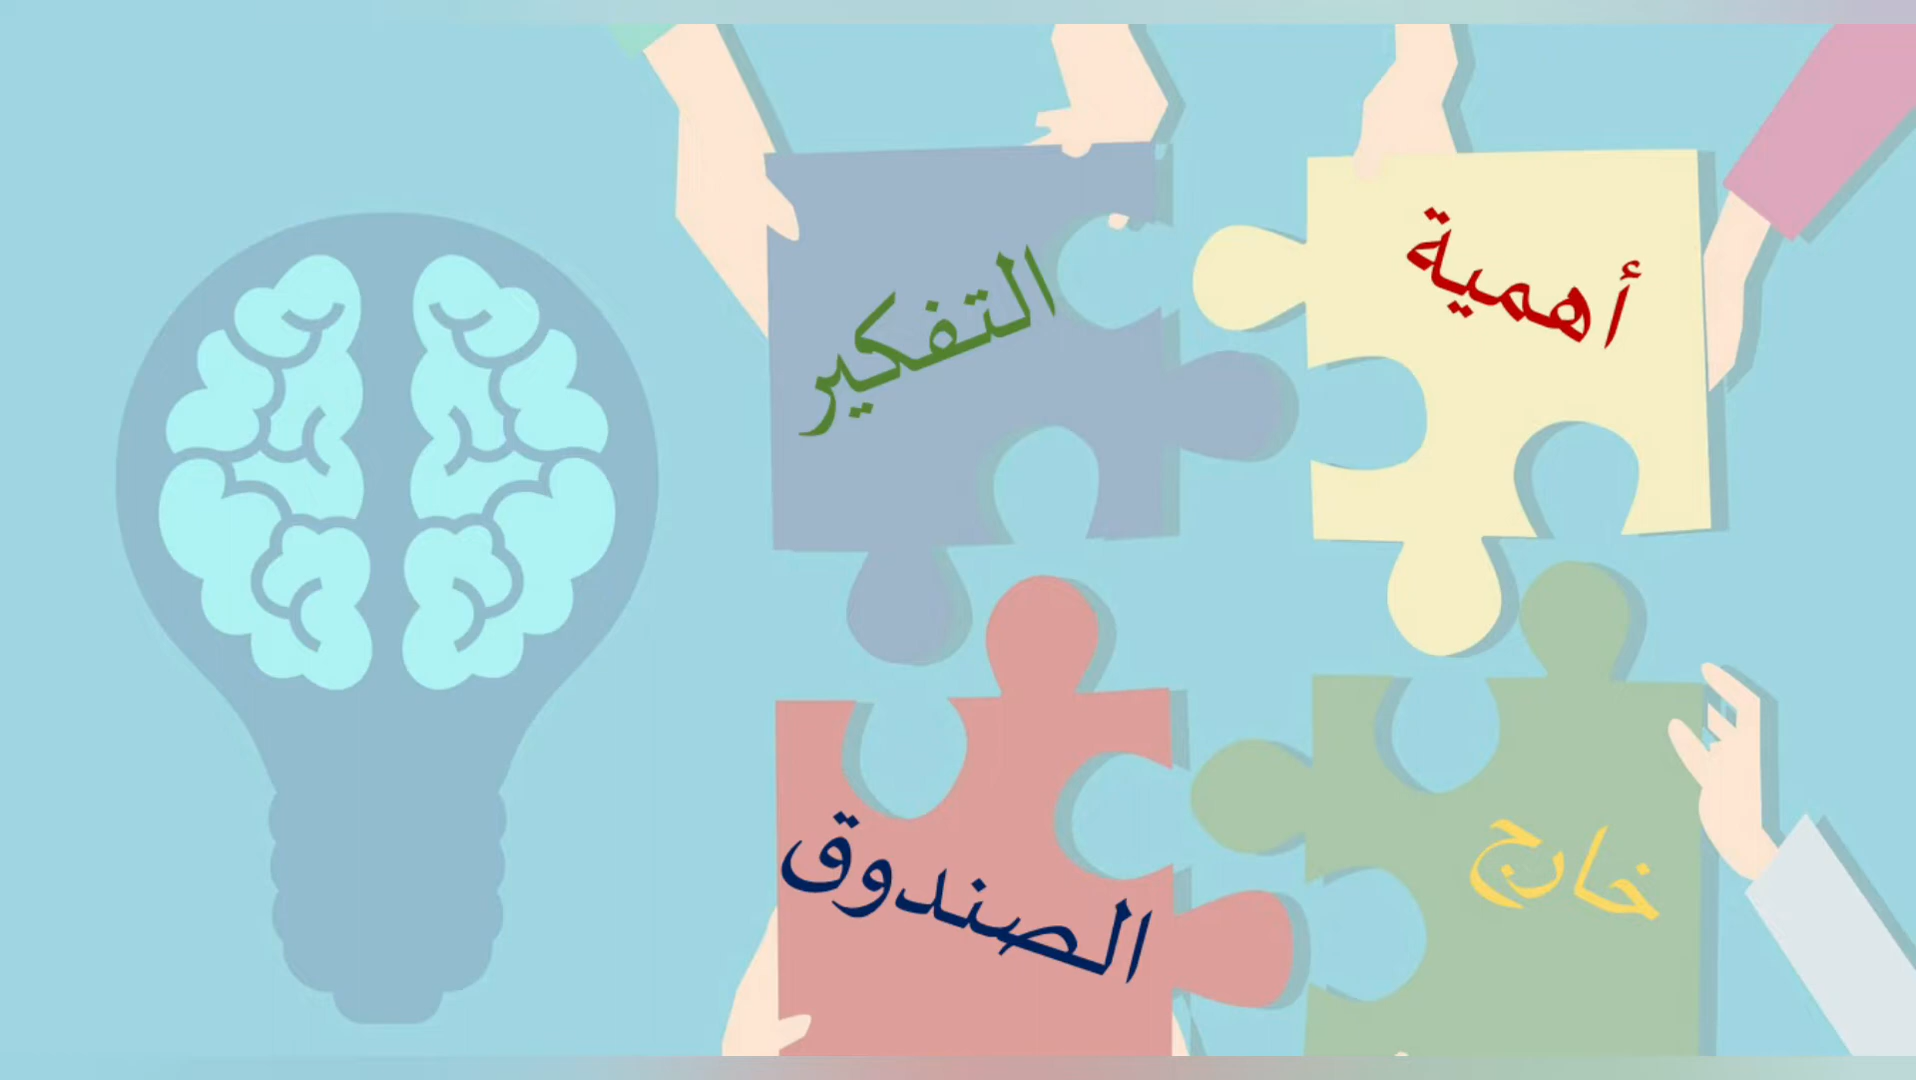 أهمية
التفكير
خارج
الصندوق